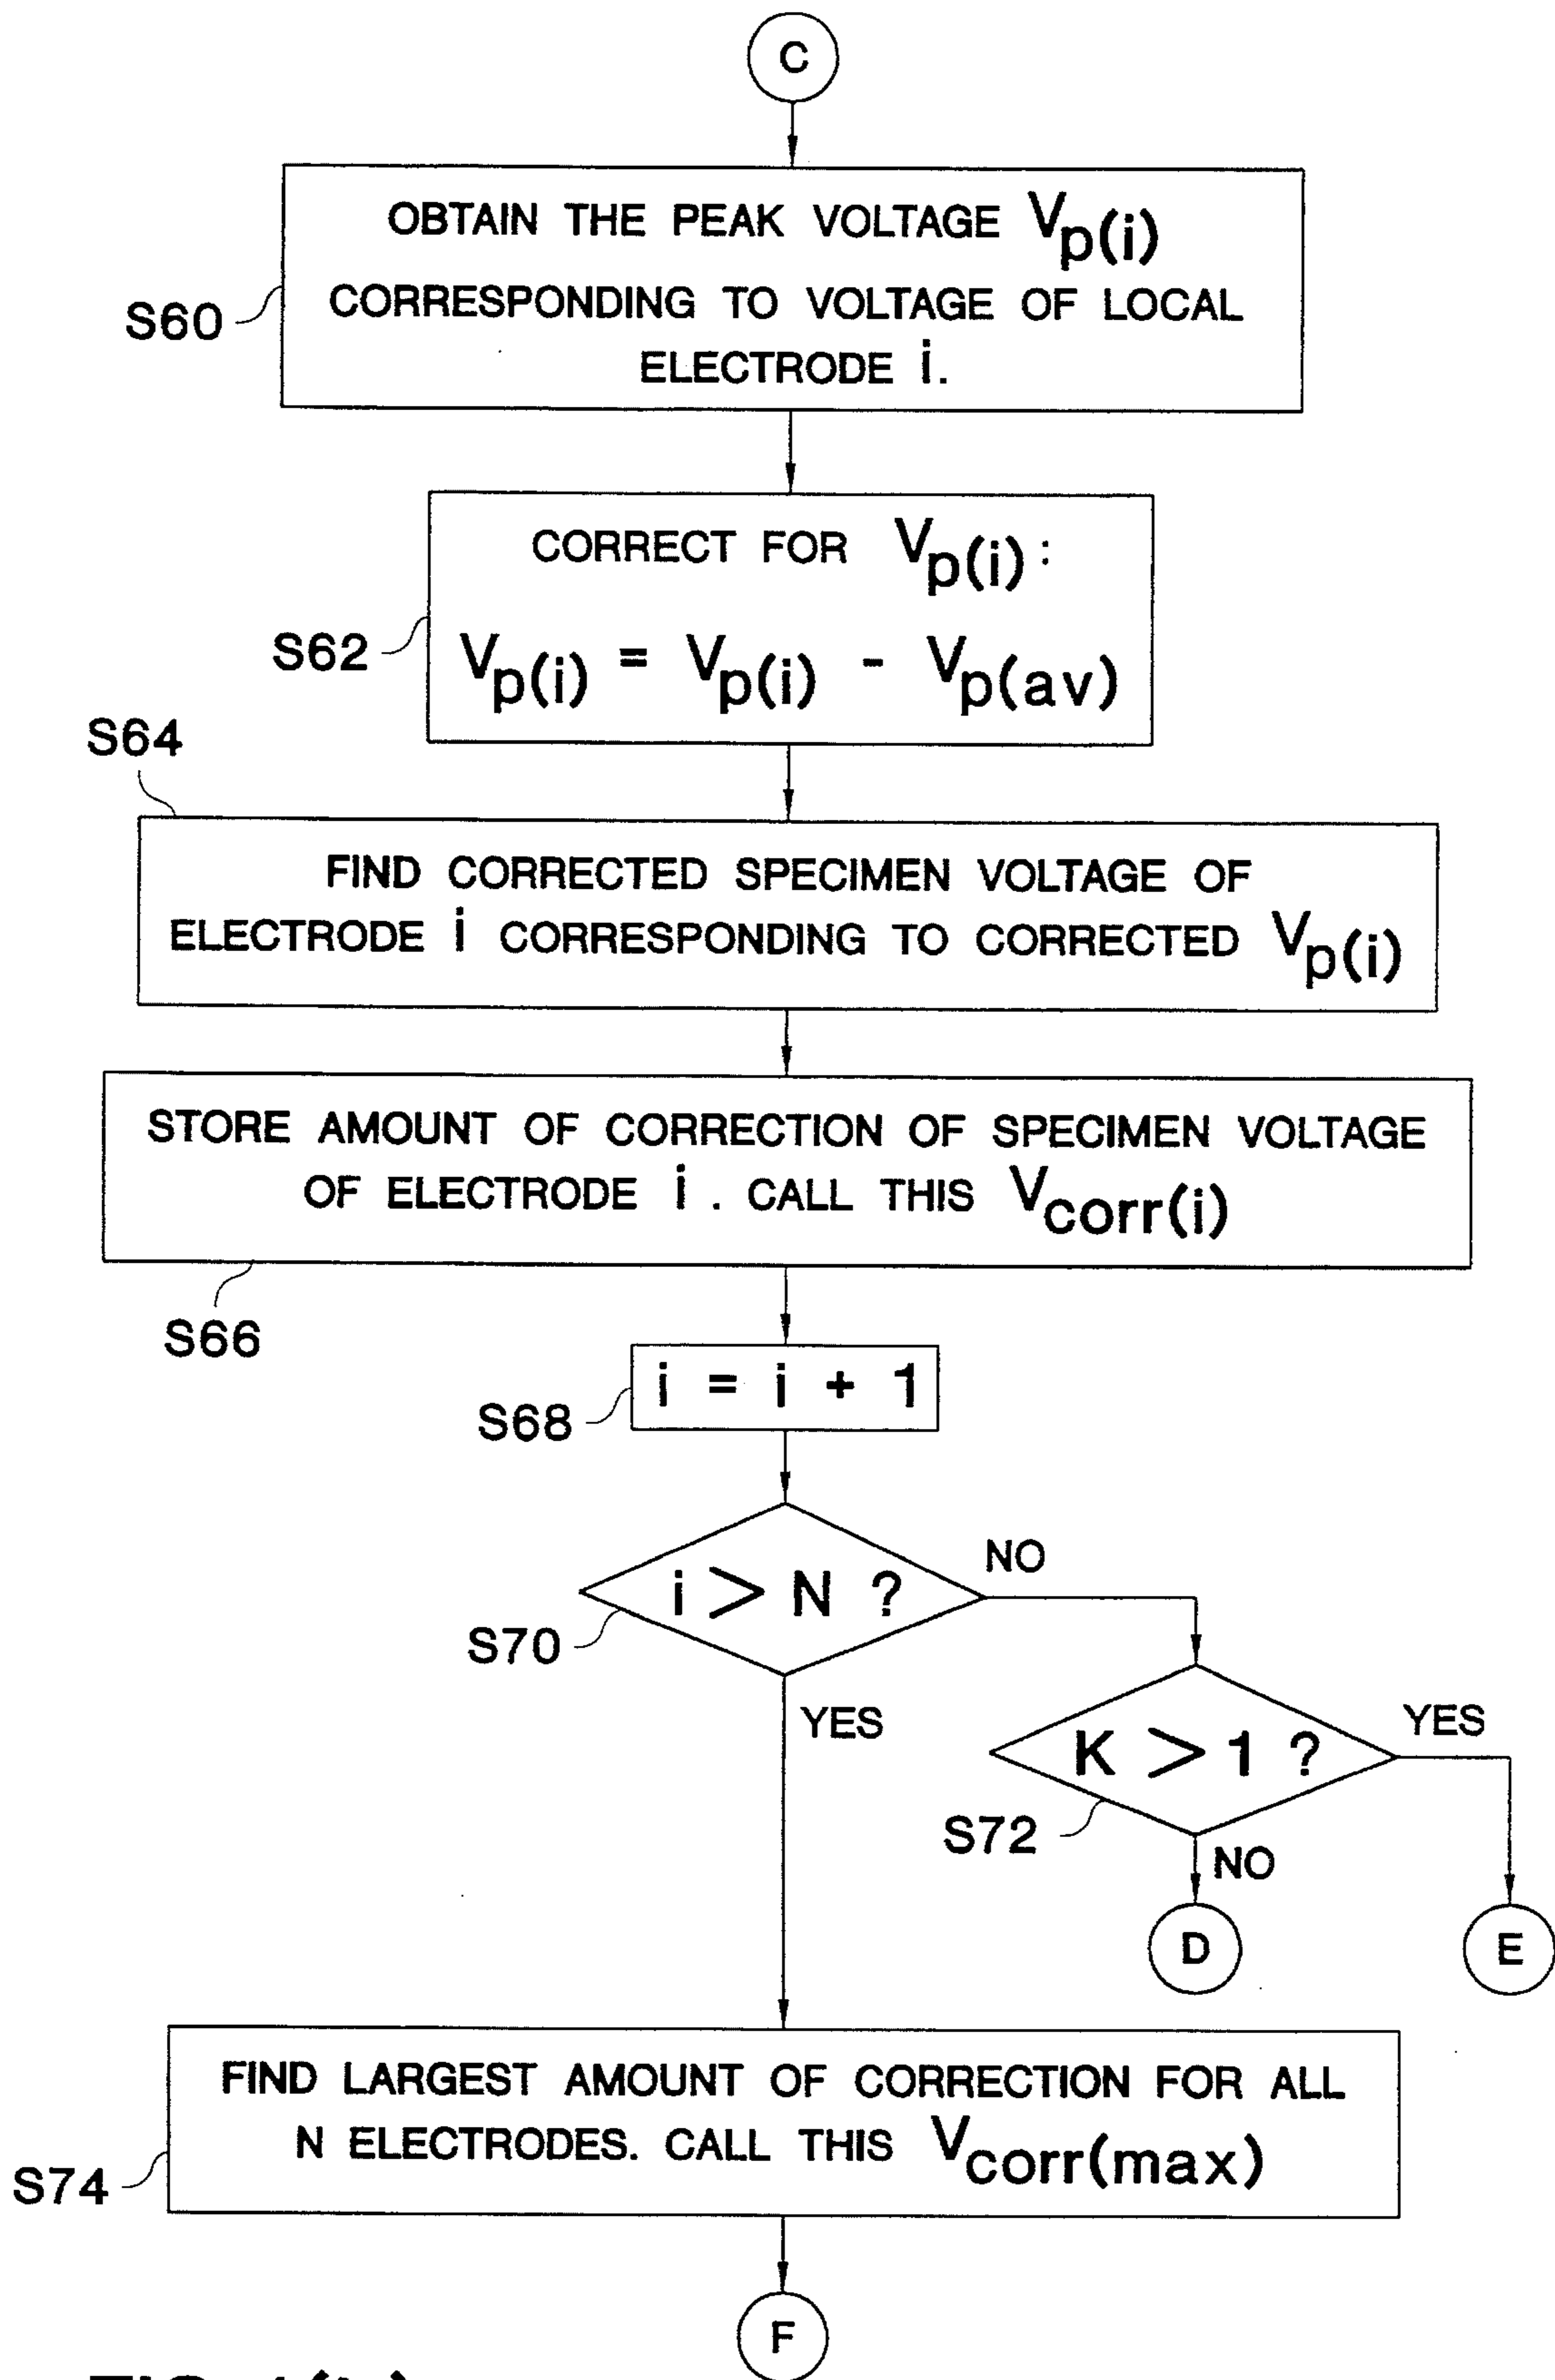 C
OBTAIN THE PEAK VOLTAGE Vp(i)
CORRESPONDING TO VOLTAGE OF LOCAL
ELECTRODE i.
S60
CORRECT FOR Vp(i) :
Vp(i) = Vp(i) - Vp(av)
S62
S64
FIND CORRECTED SPECIMEN VOLTAGE OF
ELECTRODE i CORRESPONDING TO CORRECTED Vp(i)
STORE AMOUNT OF CORRECTION OF SPECIMEN VOLTAGE
OF ELECTRODE i . CALL THIS Vcorr(i)
S66
i = i + 1
S68
i > N ?
NO
S70
YES
K > 1 ?
YES
S72
NO
D
E
FIND LARGEST AMOUNT OF CORRECTION FOR ALL
N ELECTRODES. CALL THIS Vcorr(max)
S74
F